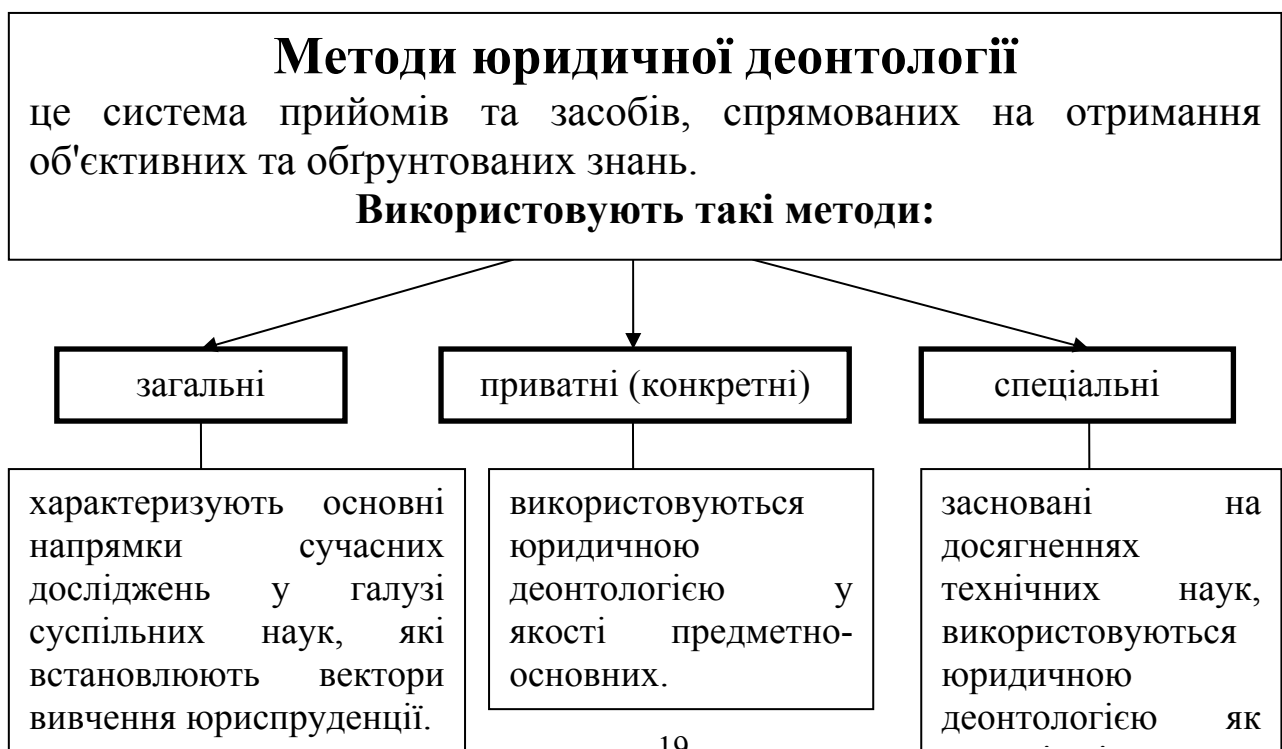 Методи юридичної деонтології
це система прийомів та засобів, спрямованих на отримання
об'єктивних та обґрунтованих знань.
Використовують такі методи:
загальні
приватні (конкретні)
спеціальні
характеризують основні
напрямки сучасних
досліджень у галузі
суспільних наук, які
встановлюють вектори
вивчення юриспруденції.
використовуються
юридичною
деонтологією у
якості предметно-
основних.
засновані на
досягненнях
технічних наук,
використовуються
юридичною
деонтологією як
19